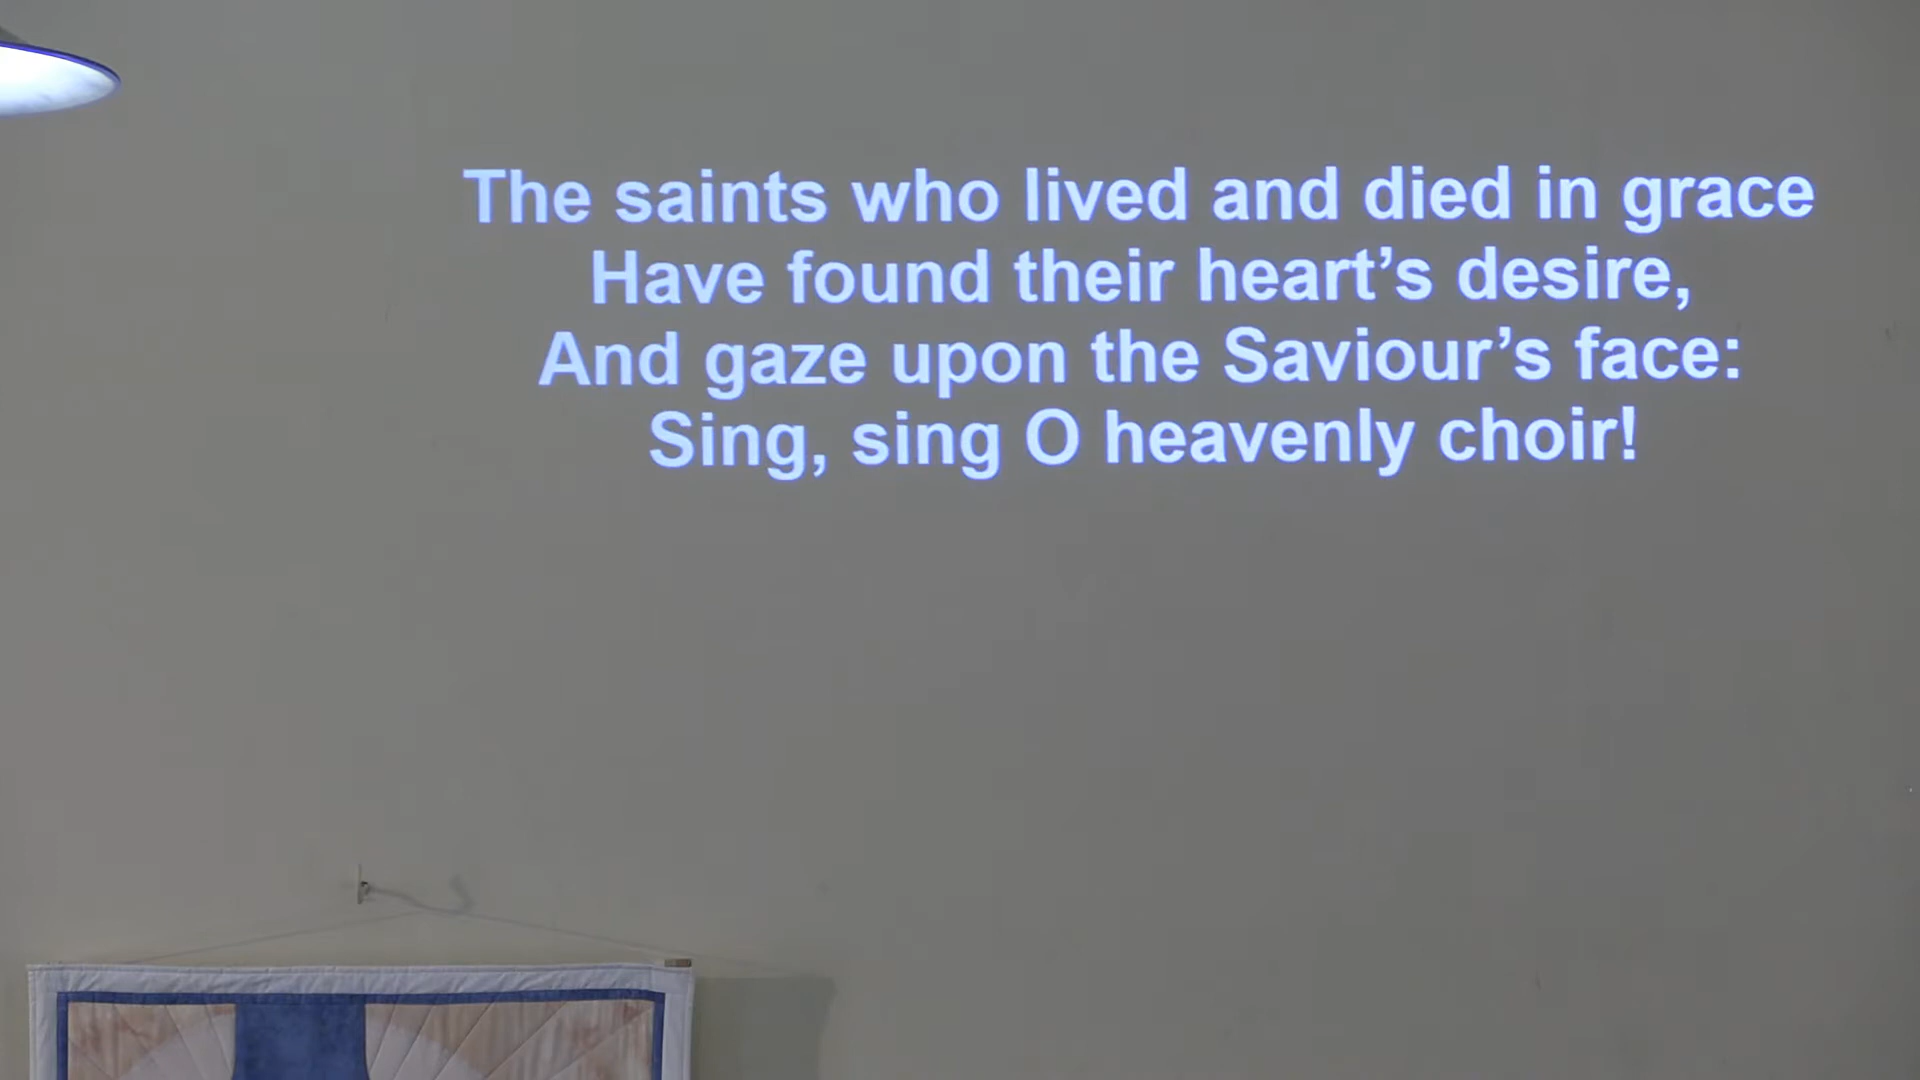 The saints who lived and died in grace
Have found their heart’s desire,
And gaze upon the Saviour’s face:
Sing, sing O heavenly choir!